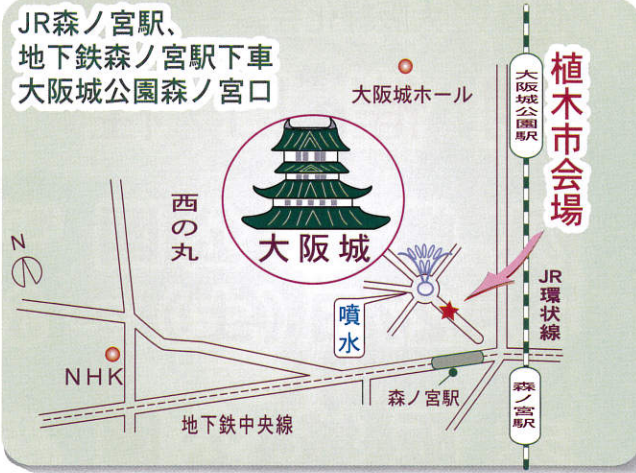 JR森ノ宮駅、
地下鉄森ノ宮駅下車
大阪城公園森ノ宮口
大阪城ホール
大阪城公園駅
植木市会場
西の丸
大阪城
N
噴水
JR環状線
NHK
森ノ宮駅
森ノ宮駅
地下鉄中央線